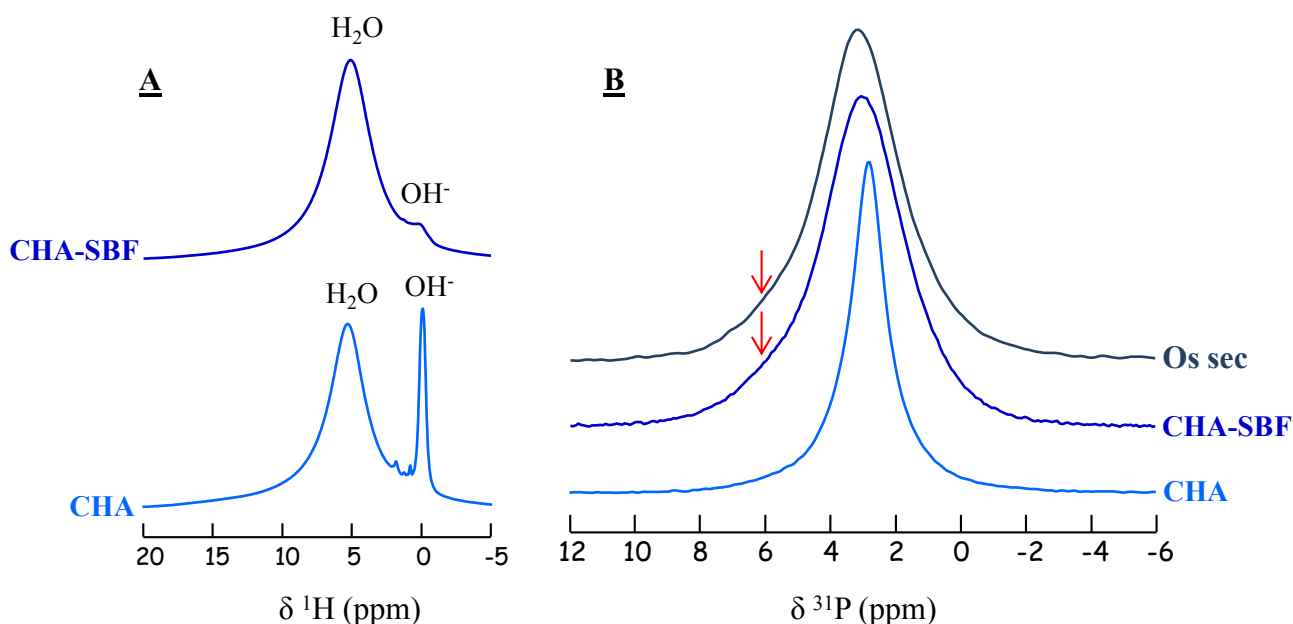 A
H₂O
OH⁻
CHA-SBF
H₂O
OH⁻
CHA
20 15 10 5 0 -5
δ ¹H (ppm)
B
Os sec
CHA-SBF
CHA
12 10 8 6 4 2 0 -2 -4 -6
δ ³¹P (ppm)